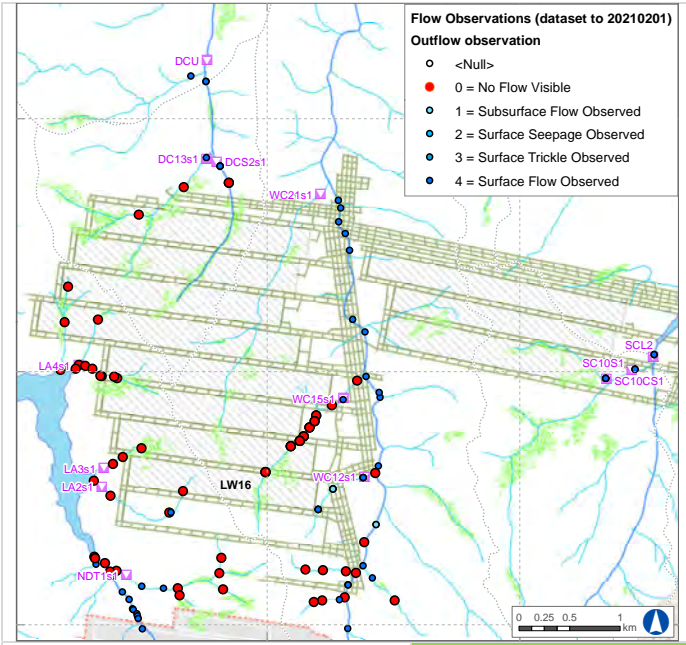 Flow Observations (dataset to 20210201)
Outflow observation
<Null>
0 = No Flow Visible
1 = Subsurface Flow Observed
2 = Surface Seepage Observed
3 = Surface Trickle Observed
4 = Surface Flow Observed
DCU
DC13s1
DCS2s1
WC21s1
SCL2
SC10S1
SC10CS1
LA4s1
WC15s1
LA3s1
LA2s1
LW16
WC12s1
NDT1s1
0 0.25 0.5 1
km